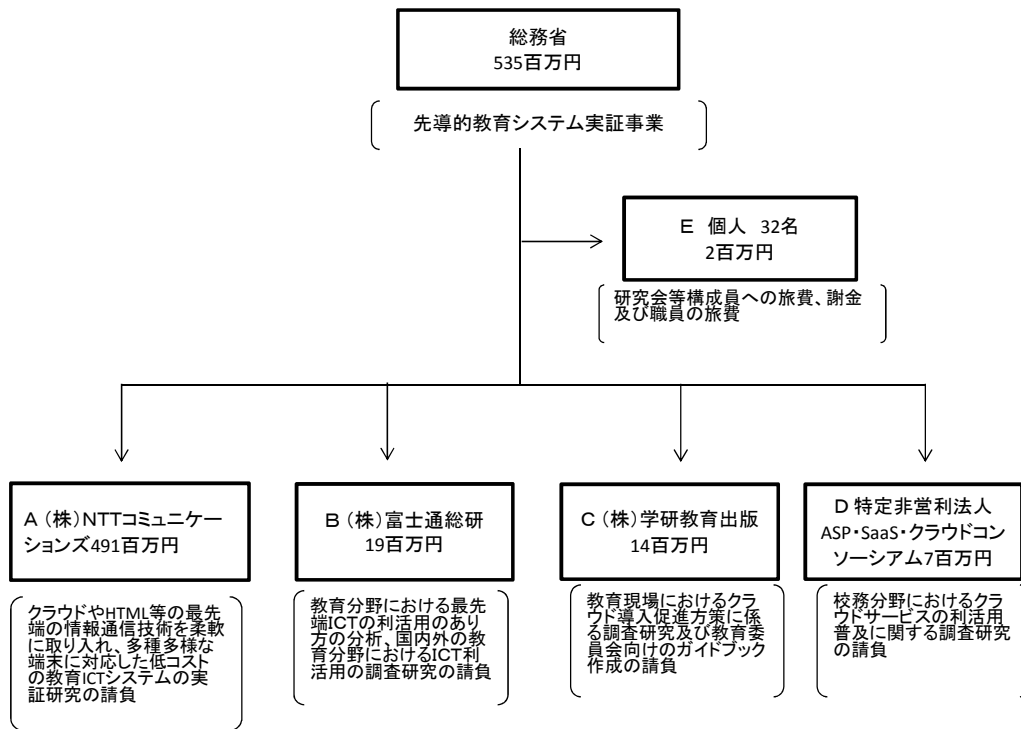 総務省
535百万円
先導的教育システム実証事業
E 個人 32名
2百万円
研究会等構成員への旅費、謝金
及び職員の旅費
A (株)NTTコミュニケー
ションズ491百万円
クラウドやHTML等の最先
端の情報通信技術を柔軟
に取り入れ、多種多様な
端末に対応した低コスト
の教育ICTシステムの実
証研究の請負
B (株)富士通総研
19百万円
教育分野における最先
端ICTの利活用のあり
方の分析、国内外の教
育分野におけるICT利
活用の調査研究の請負
C (株)学研教育出版
14百万円
教育現場におけるクラ
ウド導入促進方策に係
る調査研究及び教育委
員会向けのガイドブック
作成の請負
D 特定非営利法人
ASP・SaaS・クラウドコン
ソーシアム7百万円
校務分野におけるクラ
ウドサービスの利活用
普及に関する調査研究
の請負